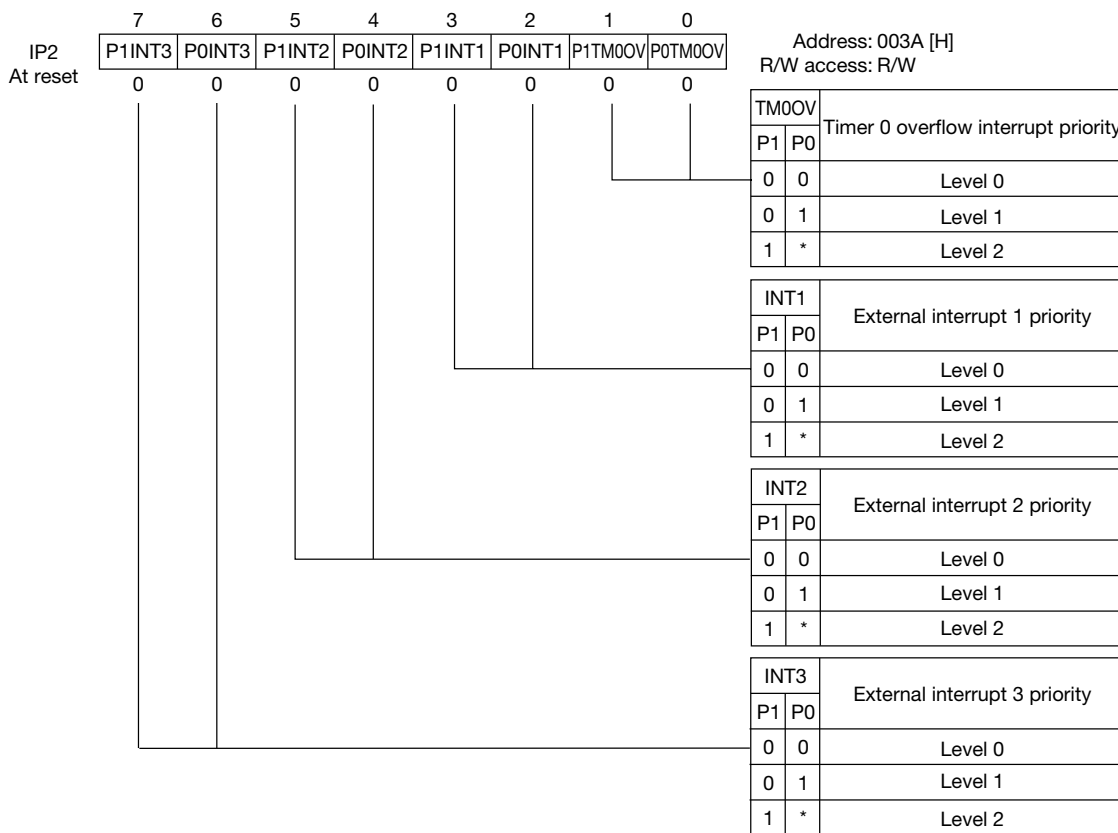 7 6 5 4 3 2 1 0
IP2 P1INT3 P0INT3 P1INT2 P0INT2 P1INT1 P0INT1 P1TM0OV P0TM0OV
At reset 0 0 0 0 0 0 0 0
Address: 003A [H]
R/W access: R/W
TM0OV Timer 0 overflow interrupt priority
P1 P0
0 0 Level 0
0 1 Level 1
1 * Level 2
INT1 External interrupt 1 priority
P1 P0
0 0 Level 0
0 1 Level 1
1 * Level 2
INT2 External interrupt 2 priority
P1 P0
0 0 Level 0
0 1 Level 1
1 * Level 2
INT3 External interrupt 3 priority
P1 P0
0 0 Level 0
0 1 Level 1
1 * Level 2